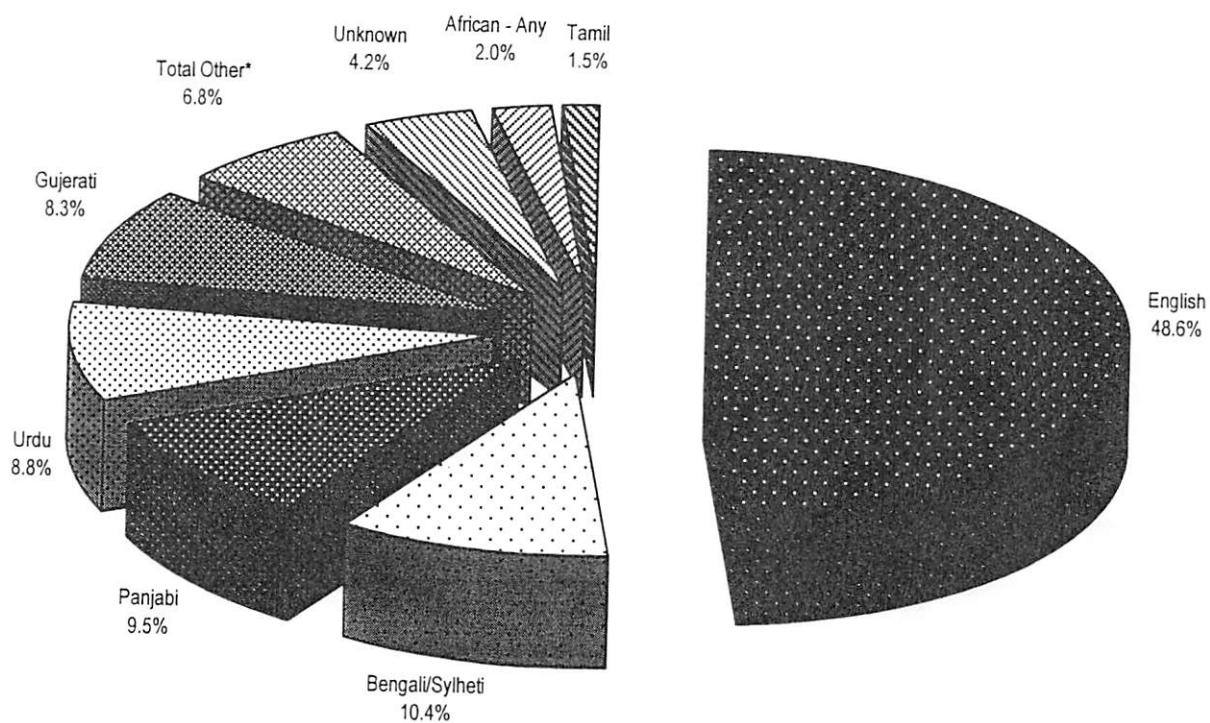 Unknown
4.2%
African - Any
2.0%
Tamil
1.5%
Total Other*
6.8%
Gujerati
8.3%
English
48.6%
Urdu
8.8%
Panjabi
9.5%
Bengali/Sylheti
10.4%